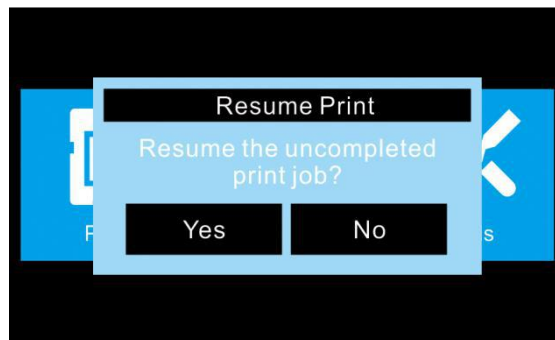 Resume Print
Resume the uncompleted
print job?
Yes
No